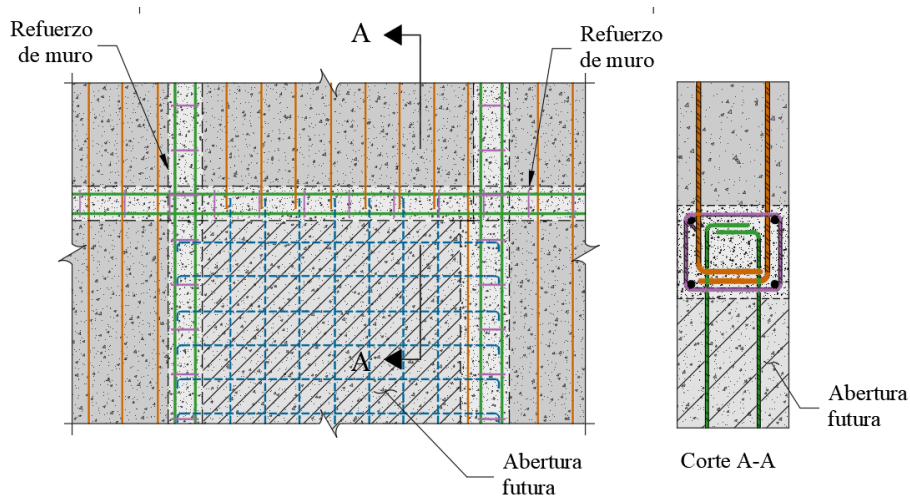 Refuerzo
de muro
A
Refuerzo
de muro
A
Abertura
futura
Abertura
futura
Corte A-A